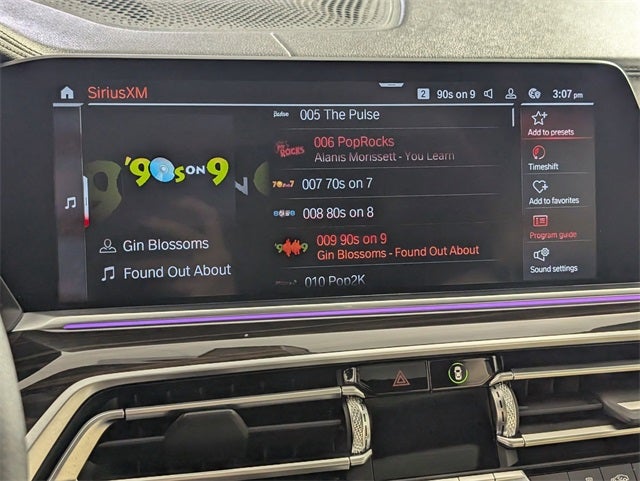 SiriusXM
2 90s on 9 3:07 pm
'90s ON 9
Gin Blossoms
Found Out About
005 The Pulse
ROCKS
006 PopRocks
Alanis Morissett - You Learn
007 70s on 7
008 80s on 8
009 90s on 9
Gin Blossoms - Found Out About
010 Pop2K
Add to presets
Timeshift
Add to favorites
Program guide
Sound settings